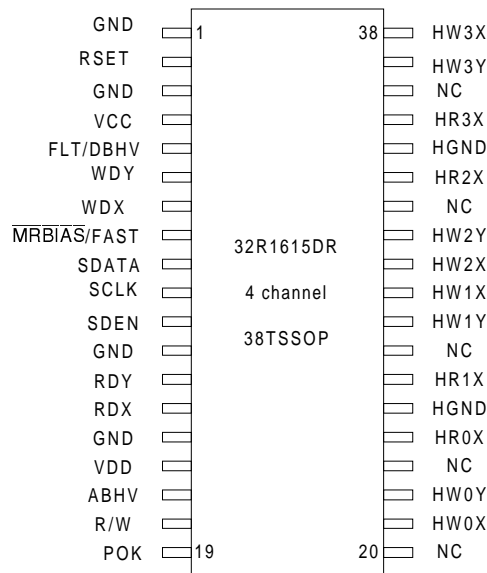 GND 1 38 HW3X
RSET HW3Y
GND NC
VCC HR3X
FLT/DBHV HGND
WDY HR2X
WDX NC
M̅R̅B̅I̅A̅S̅/FAST HW2Y
32R1615DR
SDATA HW2X
SCLK 4 channel HW1X
SDEN HW1Y
38TSSOP
GND NC
RDY HR1X
RDX HGND
GND HR0X
VDD NC
ABHV HW0Y
R/W HW0X
POK 19 20 NC